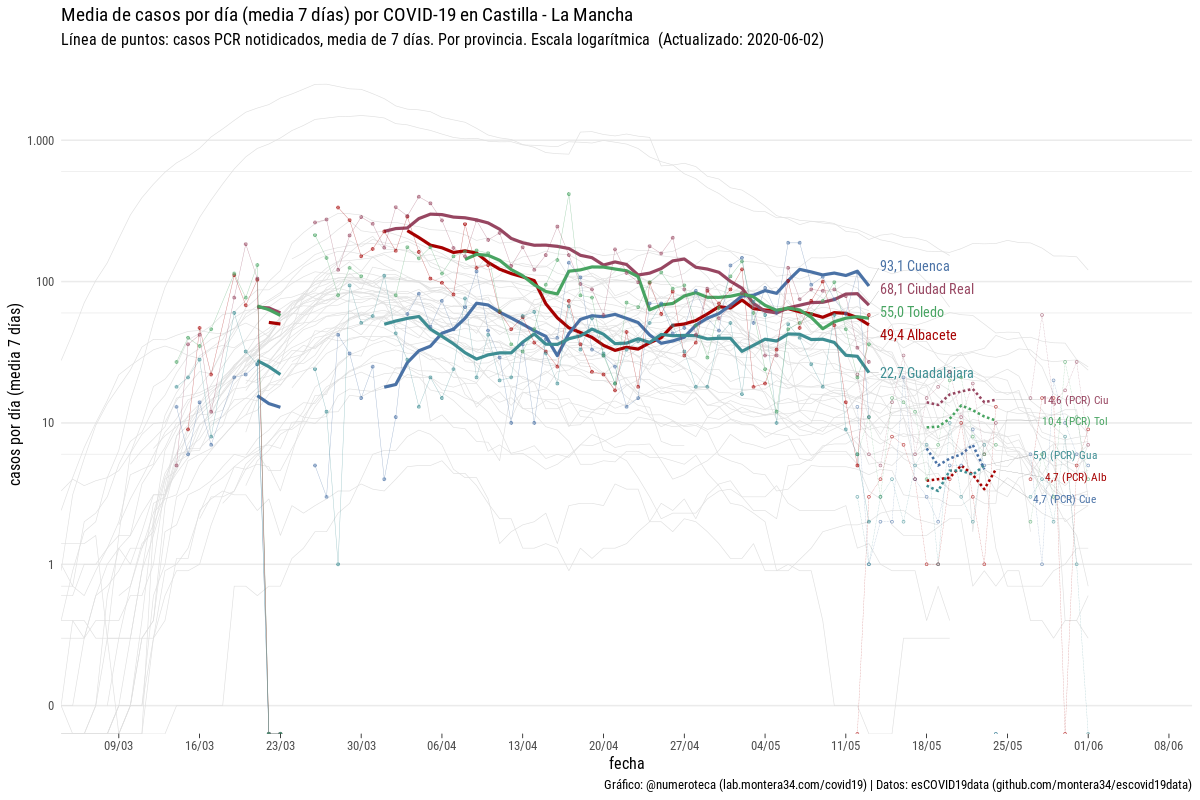 Media de casos por día (media 7 días) por COVID-19 en Castilla - La Mancha
Línea de puntos: casos PCR notidicados, media de 7 días. Por provincia. Escala logarítmica (Actualizado: 2020-06-02)
casos por día (media 7 días)
1.000
100
10
1
0
93,1 Cuenca
68,1 Ciudad Real
55,0 Toledo
49,4 Albacete
22,7 Guadalajara
14,6 (PCR) Ciu
10,4 (PCR) Tol
5,0 (PCR) Gua
4,7 (PCR) Alb
4,7 (PCR) Cue
09/03 16/03 23/03 30/03 06/04 13/04 20/04 27/04 04/05 11/05 18/05 25/05 01/06 08/06
fecha
Gráfico: @numeroteca (lab.montera34.com/covid19) | Datos: esCOVID19data (github.com/montera34/escovid19data)